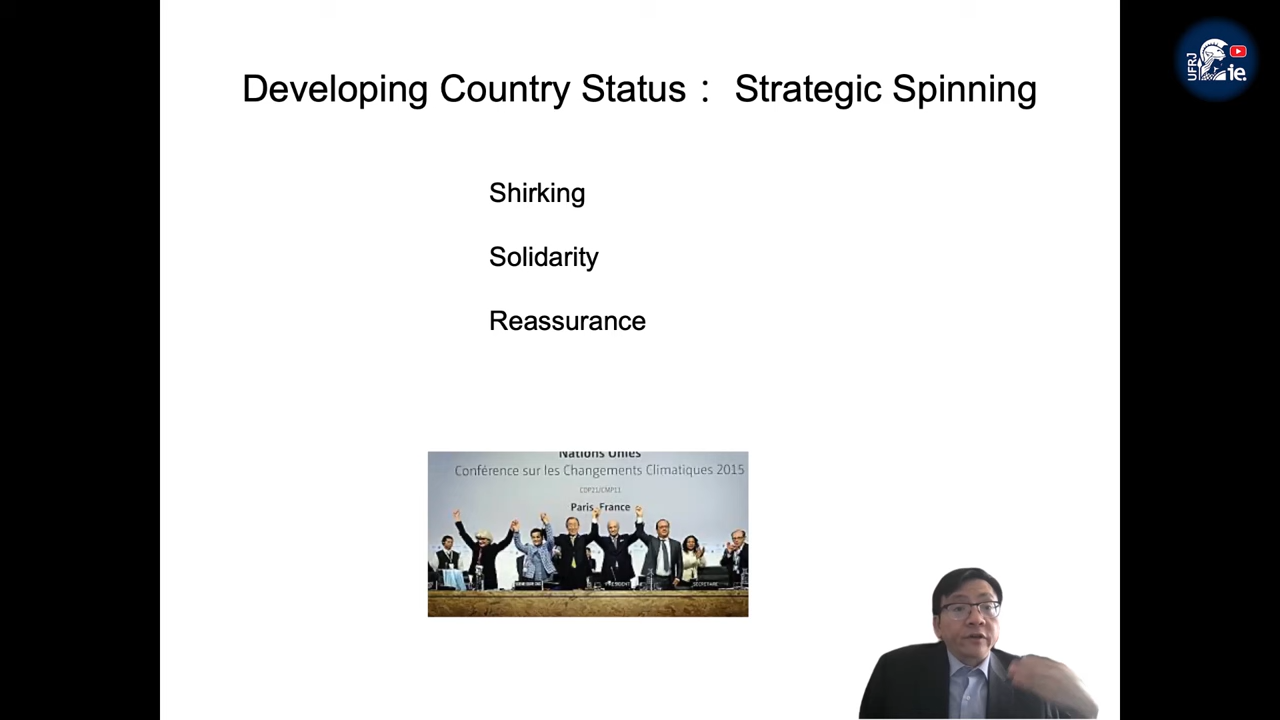 Developing Country Status： Strategic Spinning
Shirking
Solidarity
Reassurance
Nations Unies
Conférence sur les Changements Climatiques 2015
COP21/CMP11
Paris, France
PRESIDENT
UFRJ
ie.